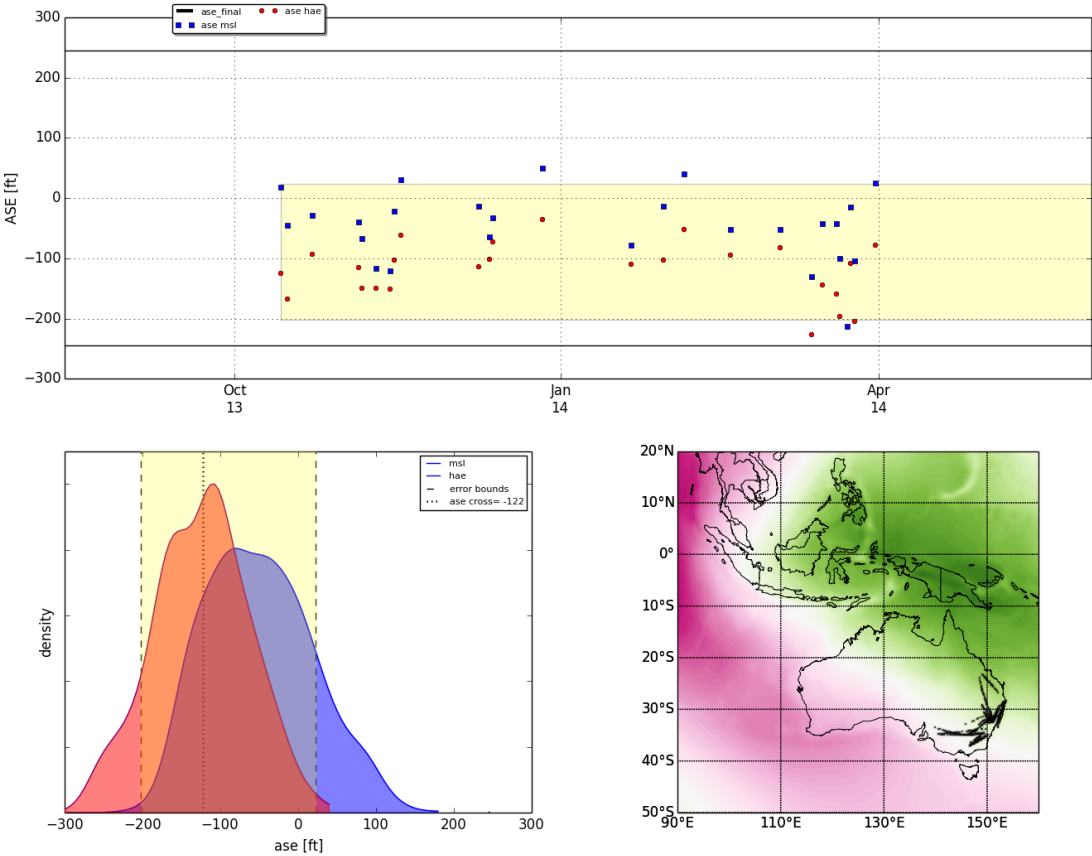 ase_final
ase msl
ase hae
300
200
100
0
−100
−200
−300
ASE [ft]
Oct
13
Jan
14
Apr
14
msl
hae
error bounds
ase cross= -122
density
−300
−200
−100
0
100
200
300
ase [ft]
20°N
10°N
0°
10°S
20°S
30°S
40°S
50°S
90°E
110°E
130°E
150°E